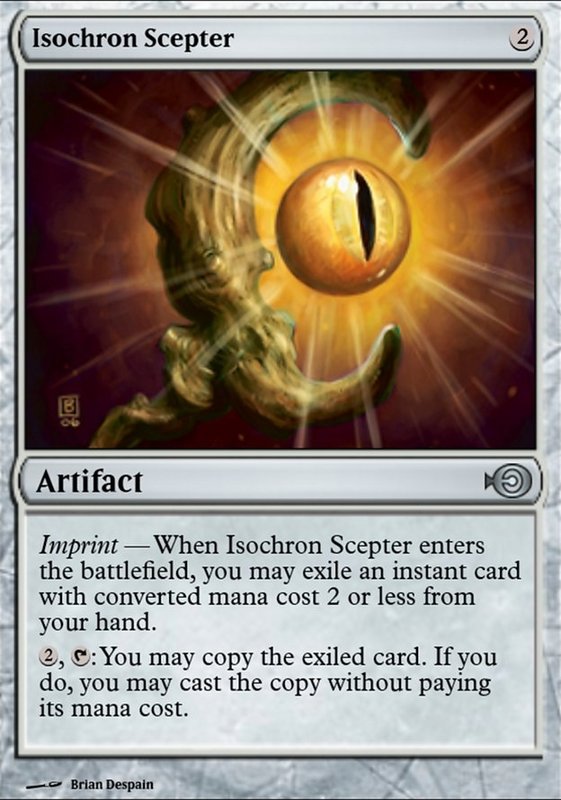 Isochron Scepter 2
B
06
Artifact
Imprint — When Isochron Scepter enters
the battlefield, you may exile an instant card
with converted mana cost 2 or less from
your hand.
2, : You may copy the exiled card. If you
do, you may cast the copy without paying
its mana cost.
Brian Despain